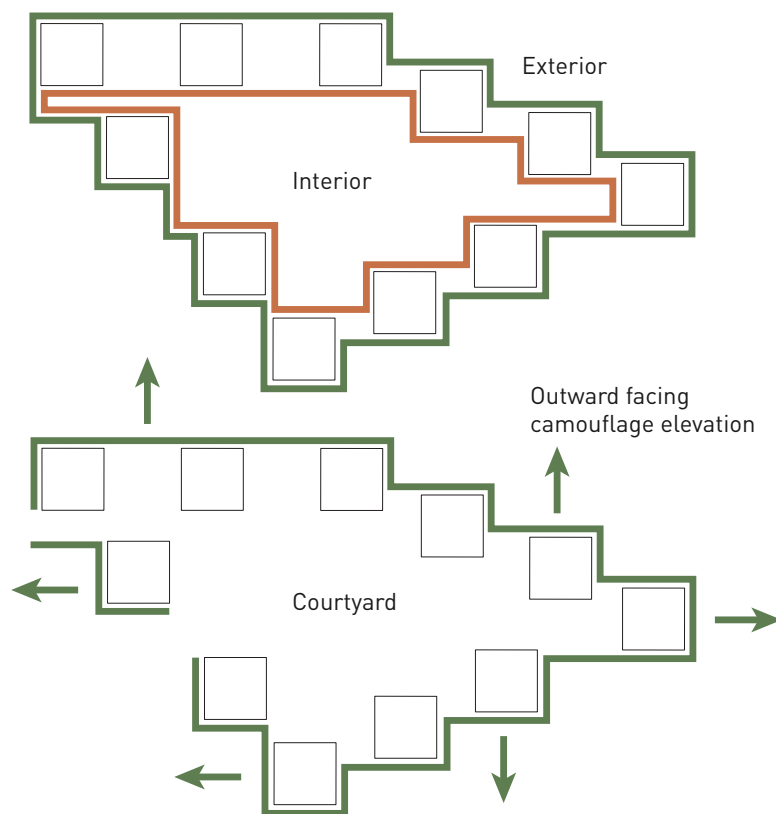 Exterior
Interior
Outward facing
camouflage elevation
Courtyard